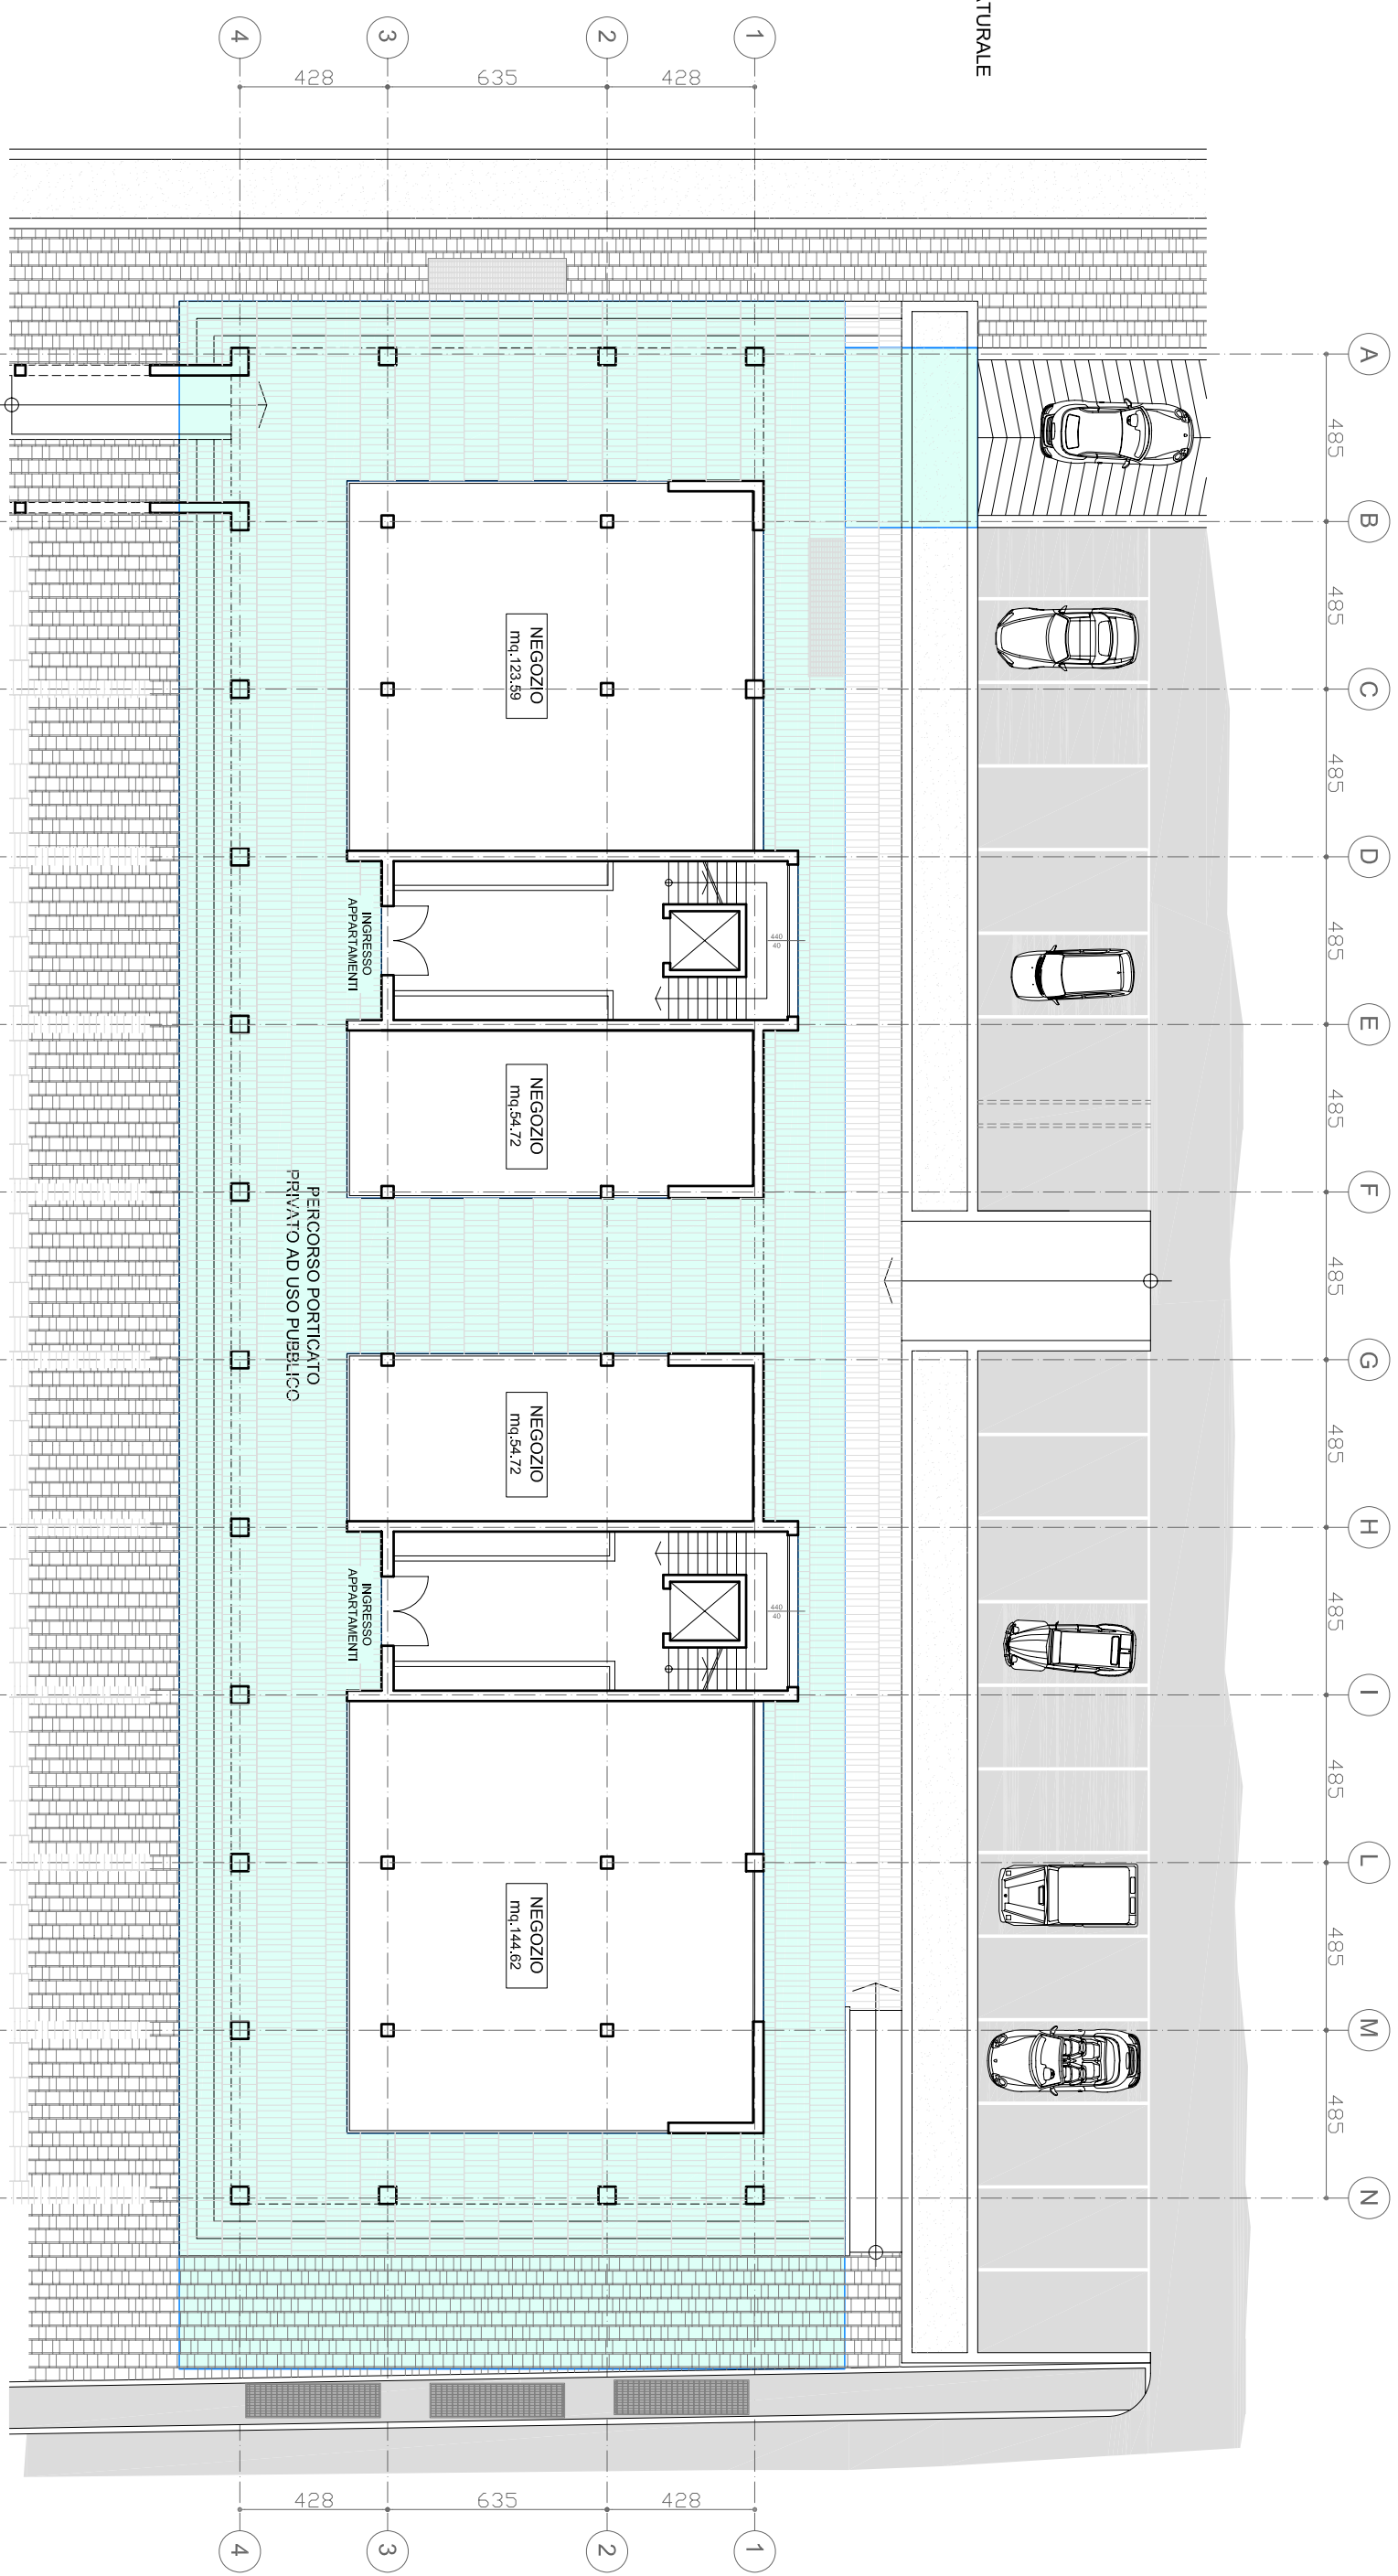 ATURALE
4
3
2
1
428
635
428
A
B
C
D
E
F
G
H
I
L
M
N
485
485
485
485
485
485
485
485
485
485
485
NEGOZIO
mq.123.59
INGRESSO
APPARTAMENTI
440
40
NEGOZIO
mq.54.72
PERCORSO PORTICATO
PRIVATO AD USO PUBBLICO
NEGOZIO
mq.54.72
INGRESSO
APPARTAMENTI
440
40
NEGOZIO
mq.144.62
428
635
428
4
3
2
1